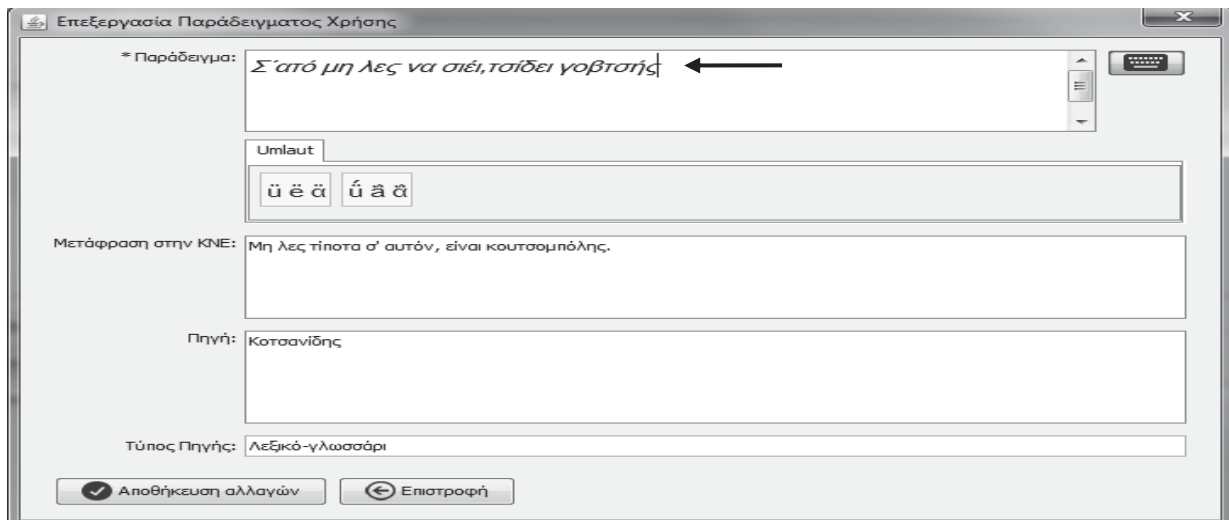 Επεξεργασία Παράδειγματος Χρήσης
* Παράδειγμα: Σ΄ατό μη λες να σιέι,τσίδει γοβτσής
Umlaut
ü ë α̈ ǘ ä̂ α̈̂
Μετάφραση στην ΚΝΕ: Μη λες τίποτα σ' αυτόν, είναι κουτσομπόλης.
Πηγή: Κοτσανίδης
Τύπος Πηγής: Λεξικό-γλωσσάρι
Αποθήκευση αλλαγών Επιστροφή